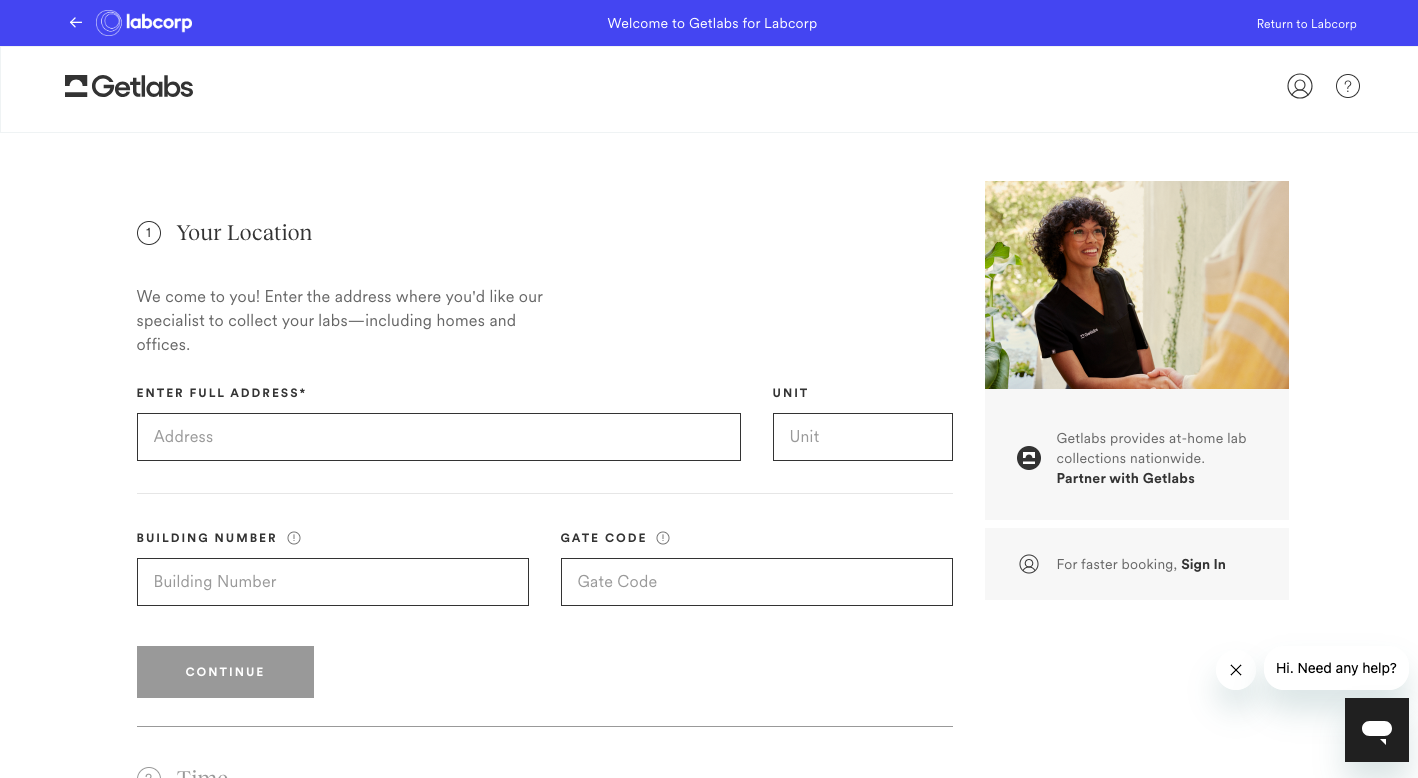 labcorp
Welcome to Getlabs for Labcorp
Return to Labcorp
Getlabs
?
1
Your Location
We come to you! Enter the address where you'd like our
specialist to collect your labs—including homes and
offices.
ENTER FULL ADDRESS*
UNIT
Address
Unit
BUILDING NUMBER
GATE CODE
Building Number
Gate Code
CONTINUE
2
Time
Getlabs
Getlabs provides at-home lab
collections nationwide.
Partner with Getlabs
For faster booking, Sign In
Hi. Need any help?